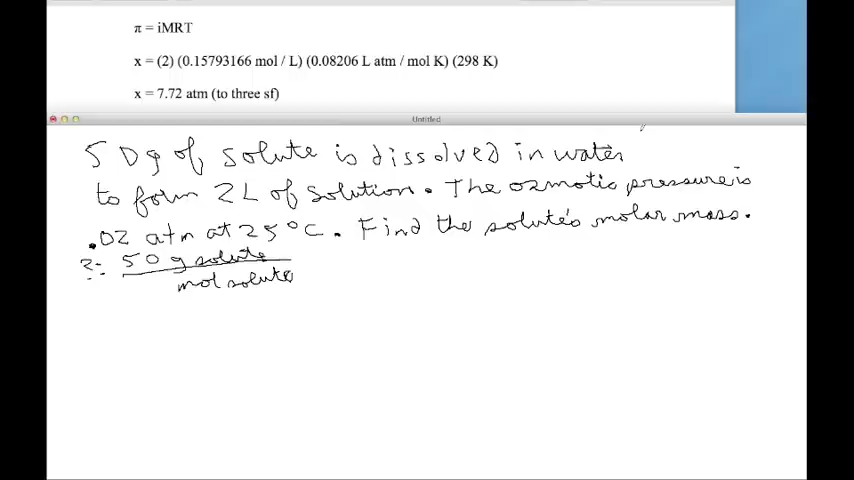 π = iMRT
x = (2) (0.15793166 mol / L) (0.08206 L atm / mol K) (298 K)
x = 7.72 atm (to three sf)
Untitled
50g of solute is dissolved in water
to form 2L of solution. The ozmotic pressure is
.02 atm at 25°C. Find the solute's molar mass.
?= 50 g solute
mol solute